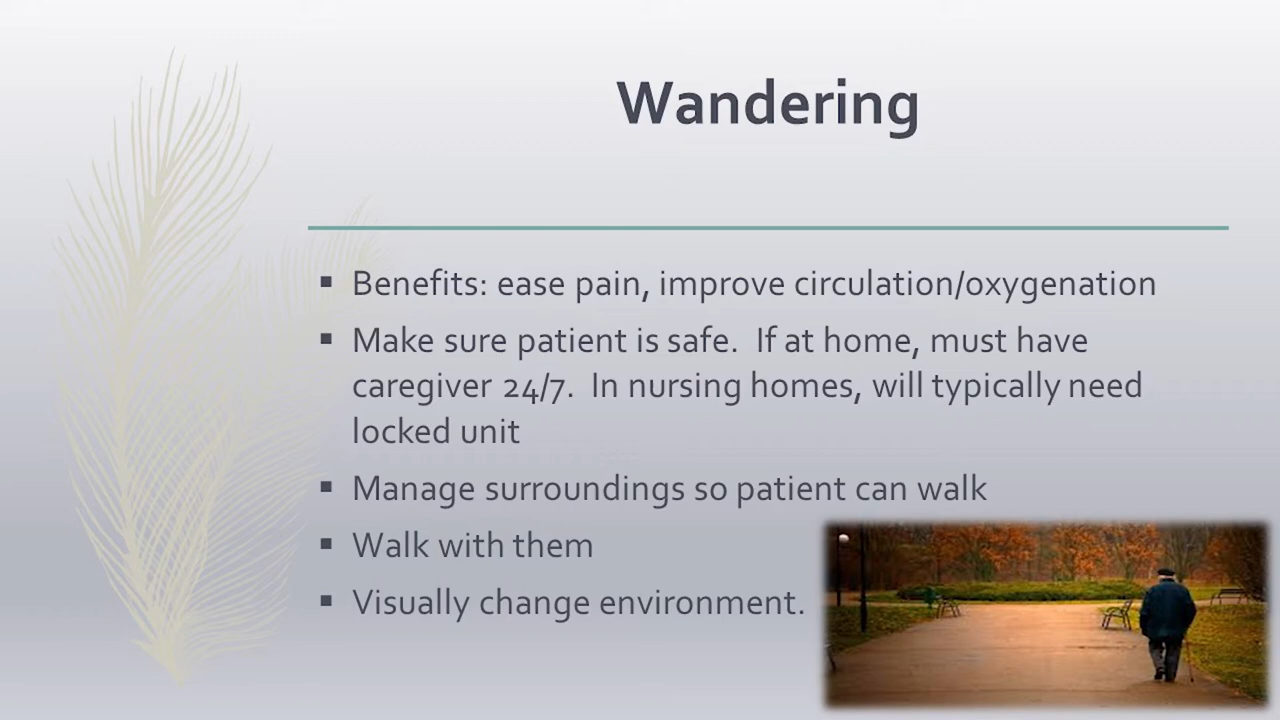 Wandering
▪ Benefits: ease pain, improve circulation/oxygenation
▪ Make sure patient is safe.  If at home, must have
caregiver 24/7.  In nursing homes, will typically need
locked unit
▪ Manage surroundings so patient can walk
▪ Walk with them
▪ Visually change environment.